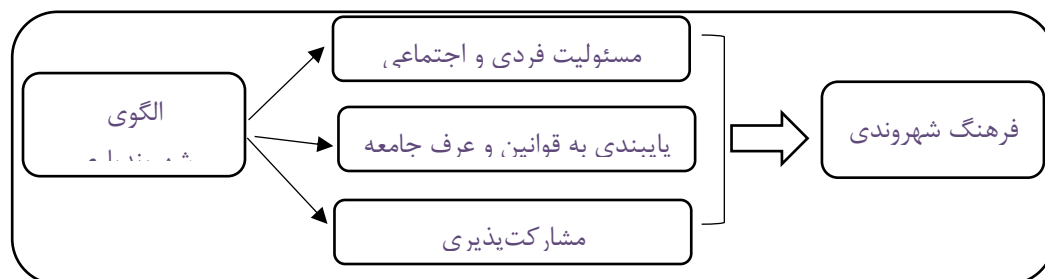 مسئولیت فردی و اجتماعی
الگوی
پایبندی به قوانین و عرف جامعه
فرهنگ شهروندی
مشارکت‌پذیری